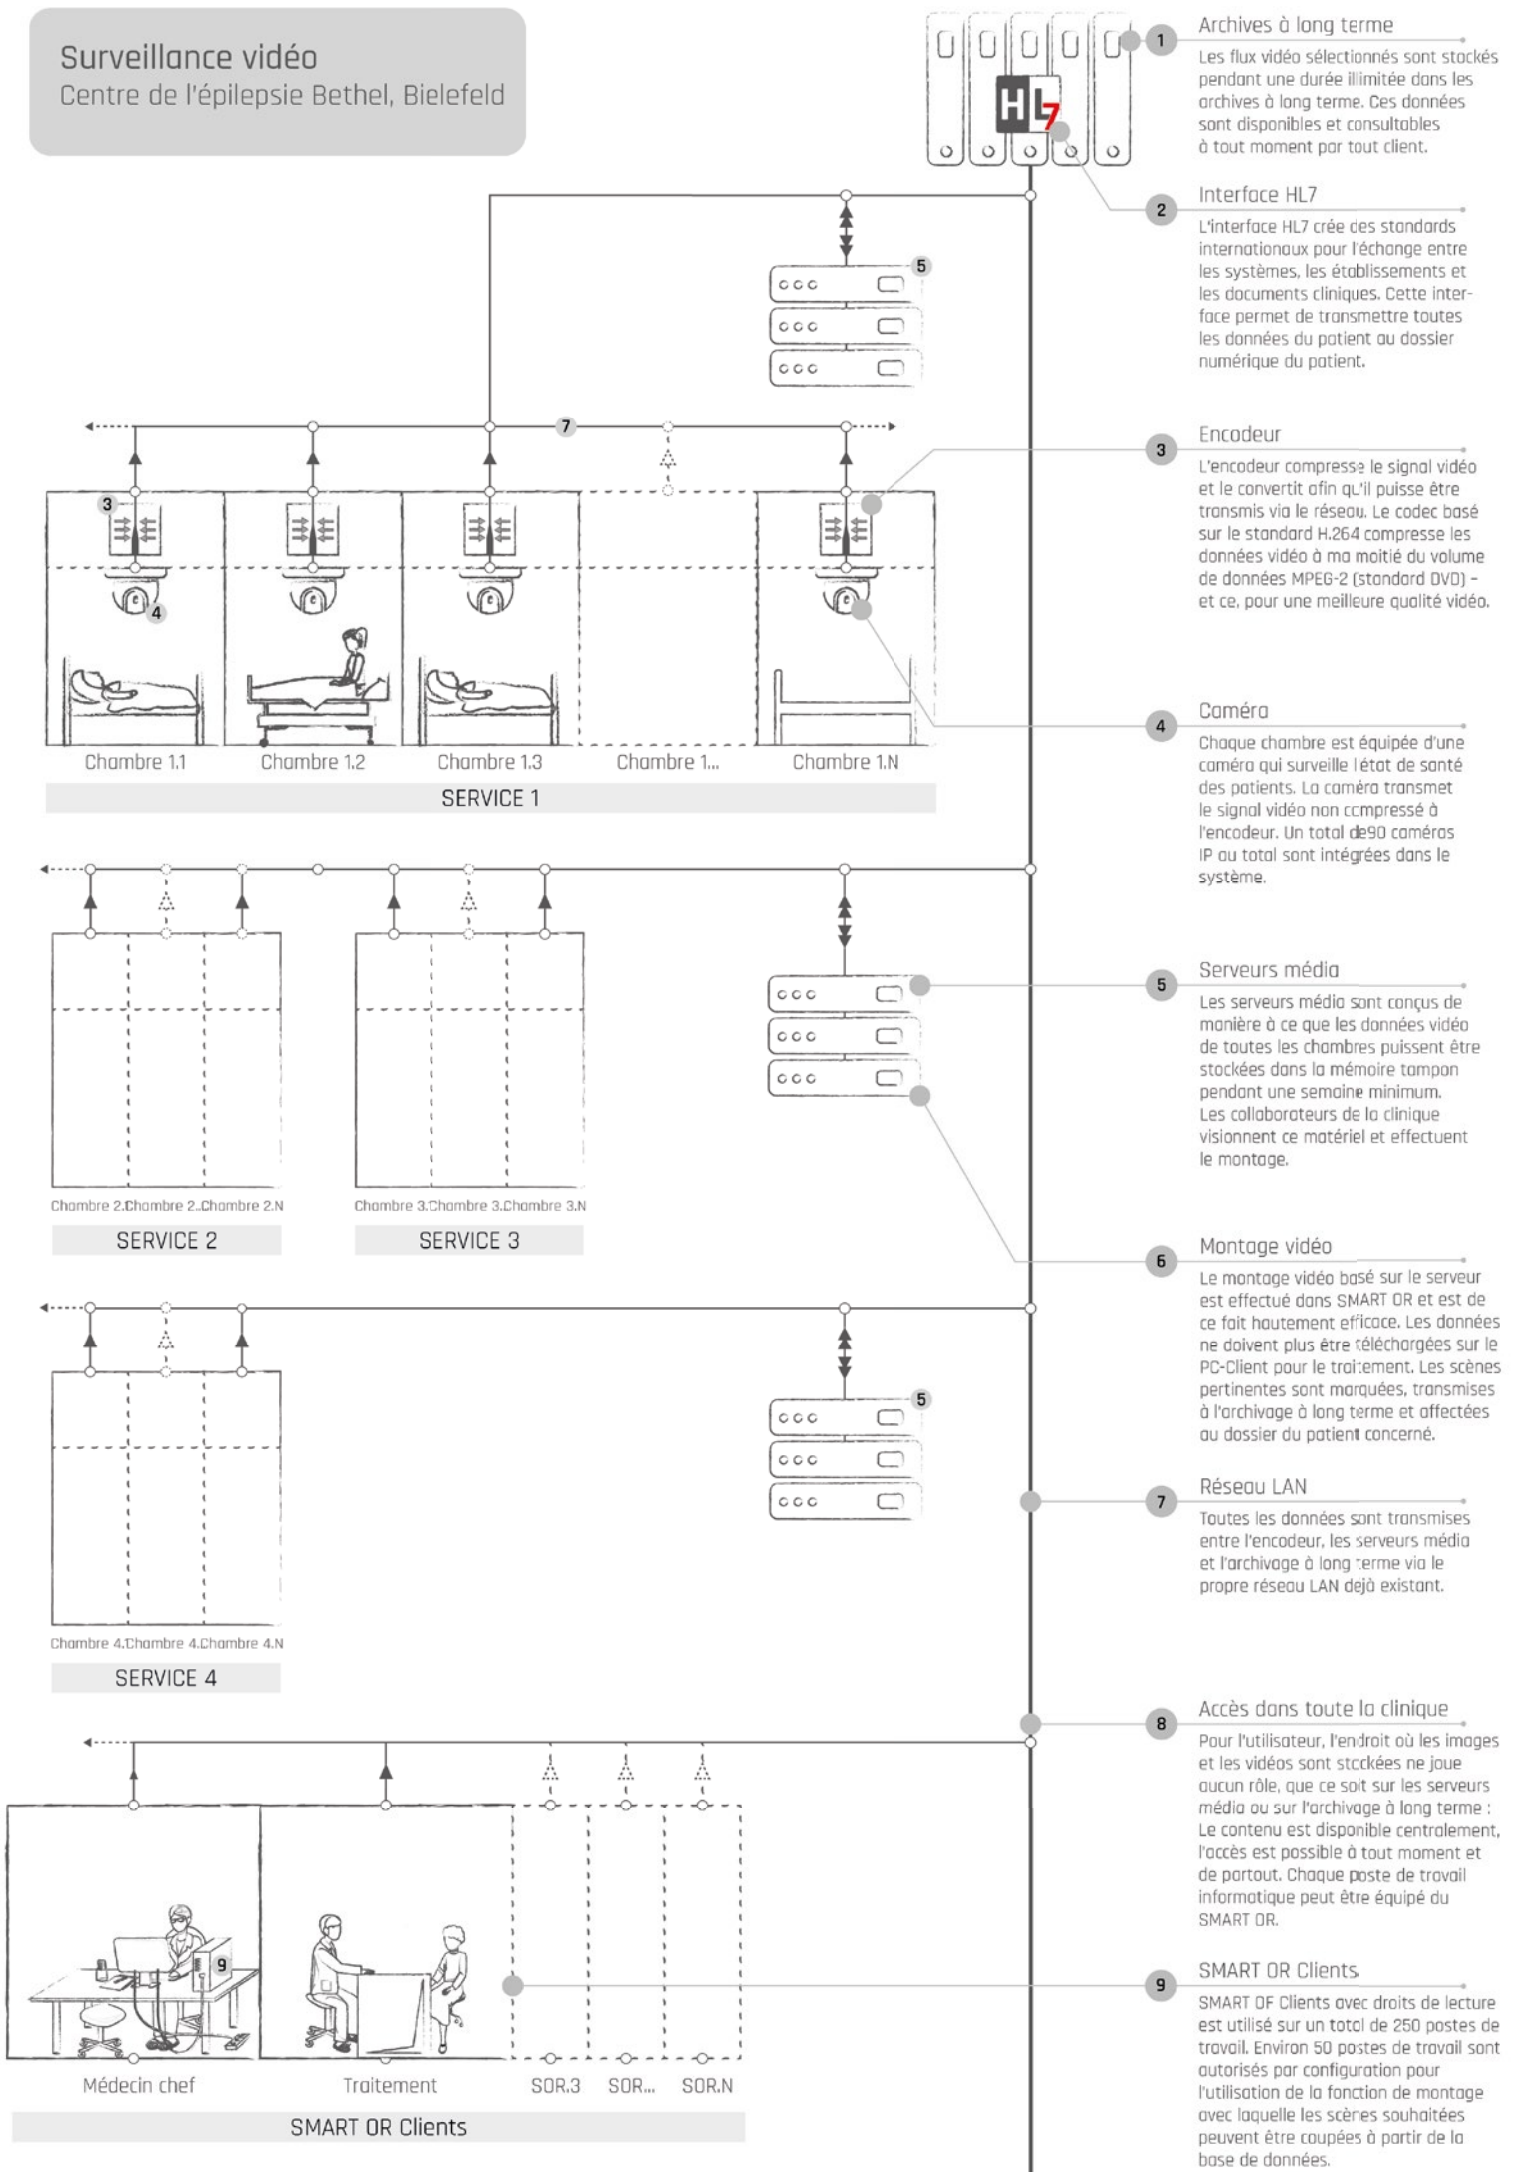 Surveillance vidéo
Centre de l'épilepsie Bethel, Bielefeld
HL7
1
Archives à long terme
Les flux vidéo sélectionnés sont stockés
pendant une durée illimitée dans les
archives à long terme. Ces données
sont disponibles et consultables
à tout moment par tout client.
2
Interface HL7
L'interface HL7 crée des standards
internationaux pour l'échange entre
les systèmes, les établissements et
les documents cliniques. Cette inter-
face permet de transmettre toutes
les données du patient au dossier
numérique du patient.
5
7
3
4
Chambre 1.1
Chambre 1.2
Chambre 1.3
Chambre 1...
Chambre 1.N
SERVICE 1
3
Encodeur
L'encodeur compresse le signal vidéo
et le convertit afin qu'il puisse être
transmis via le réseau. Le codec basé
sur le standard H.264 compresse les
données vidéo à ma moitié du volume
de données MPEG-2 (standard DVD) –
et ce, pour une meilleure qualité vidéo.
4
Caméra
Chaque chambre est équipée d'une
caméra qui surveille l'état de santé
des patients. La caméra transmet
le signal vidéo non compressé à
l'encodeur. Un total de90 caméras
IP au total sont intégrées dans le
système.
Chambre 2. Chambre 2.. Chambre 2.N
SERVICE 2
Chambre 3. Chambre 3. Chambre 3.N
SERVICE 3
5
Serveurs média
Les serveurs média sont conçus de
manière à ce que les données vidéo
de toutes les chambres puissent être
stockées dans la mémoire tampon
pendant une semaine minimum.
Les collaborateurs de la clinique
visionnent ce matériel et effectuent
le montage.
6
Montage vidéo
Le montage vidéo basé sur le serveur
est effectué dans SMART OR et est de
ce fait hautement efficace. Les données
ne doivent plus être téléchargées sur le
PC-Client pour le traitement. Les scènes
pertinentes sont marquées, transmises
à l'archivage à long terme et affectées
au dossier du patient concerné.
5
Chambre 4. Chambre 4. Chambre 4.N
SERVICE 4
7
Réseau LAN
Toutes les données sont transmises
entre l'encodeur, les serveurs média
et l'archivage à long terme via le
propre réseau LAN dejà existant.
8
Accès dans toute la clinique
Pour l'utilisateur, l'endroit où les images
et les vidéos sont stockées ne joue
aucun rôle, que ce soit sur les serveurs
média ou sur l'archivage à long terme :
Le contenu est disponible centralement,
l'accès est possible à tout moment et
de partout. Chaque poste de travail
informatique peut être équipé du
SMART OR.
9
Médecin chef
Traitement
SOR.3
SOR...
SOR.N
SMART OR Clients
9
SMART OR Clients
SMART OF Clients avec droits de lecture
est utilisé sur un total de 250 postes de
travail. Environ 50 postes de travail sont
autorisés par configuration pour
l'utilisation de la fonction de montage
avec laquelle les scènes souhaitées
peuvent être coupées à partir de la
base de données.